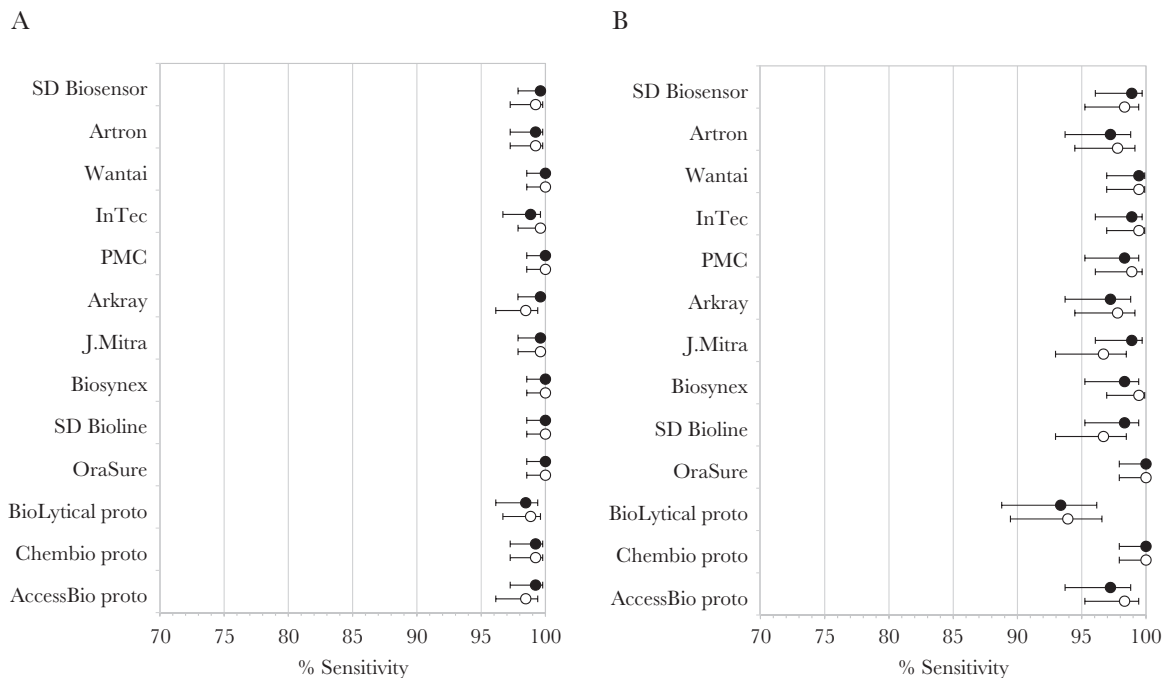 A
SD Biosensor
Artron
Wantai
InTec
PMC
Arkray
J.Mitra
Biosynex
SD Bioline
OraSure
BioLytical proto
Chembio proto
AccessBio proto
70 75 80 85 90 95 100
% Sensitivity
B
SD Biosensor
Artron
Wantai
InTec
PMC
Arkray
J.Mitra
Biosynex
SD Bioline
OraSure
BioLytical proto
Chembio proto
AccessBio proto
70 75 80 85 90 95 100
% Sensitivity